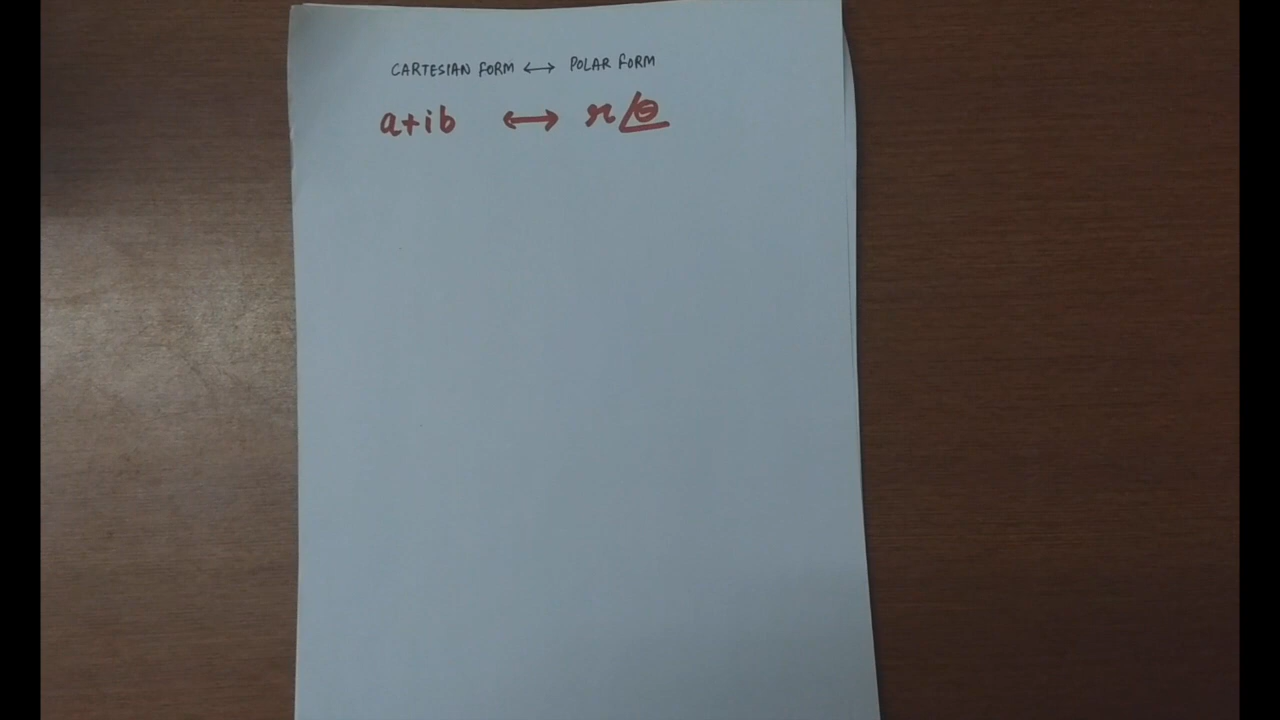 CARTESIAN FORM ↔ POLAR FORM
a+ib ↔ r∠θ